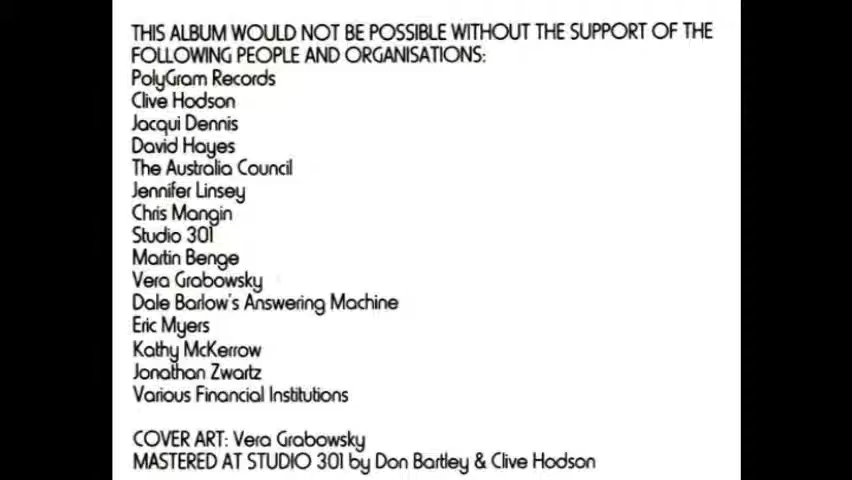 THIS ALBUM WOULD NOT BE POSSIBLE WITHOUT THE SUPPORT OF THE
FOLLOWING PEOPLE AND ORGANISATIONS:
PolyGram Records
Clive Hodson
Jacqui Dennis
David Hayes
The Australia Council
Jennifer Linsey
Chris Mangin
Studio 301
Martin Benge
Vera Grabowsky
Dale Barlow's Answering Machine
Eric Myers
Kathy McKerrow
Jonathan Zwartz
Various Financial Institutions
COVER ART: Vera Grabowsky
MASTERED AT STUDIO 301 by Don Bartley & Clive Hodson